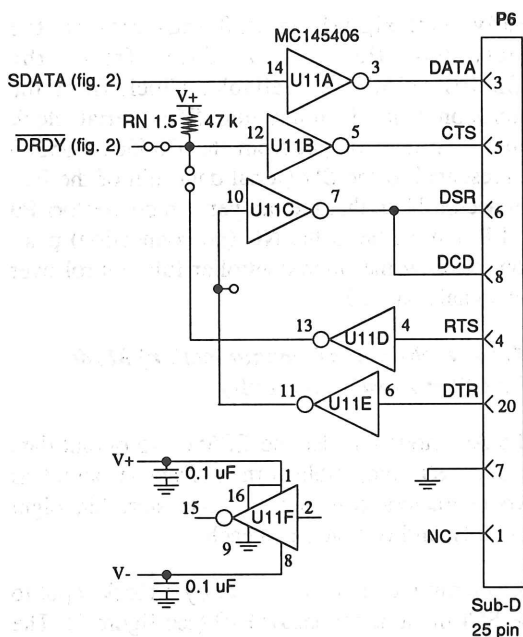 P6
MC145406
SDATA (fig. 2)
14
U11A
3
DATA
3
V+
RN 1.5
47 k
DRDY (fig. 2)
12
U11B
5
CTS
5
10
U11C
7
DSR
6
DCD
8
13
U11D
4
RTS
4
11
U11E
6
DTR
20
V+
0.1 uF
7
15
16
1
U11F
2
9
8
NC
1
V-
0.1 uF
Sub-D
25 pin